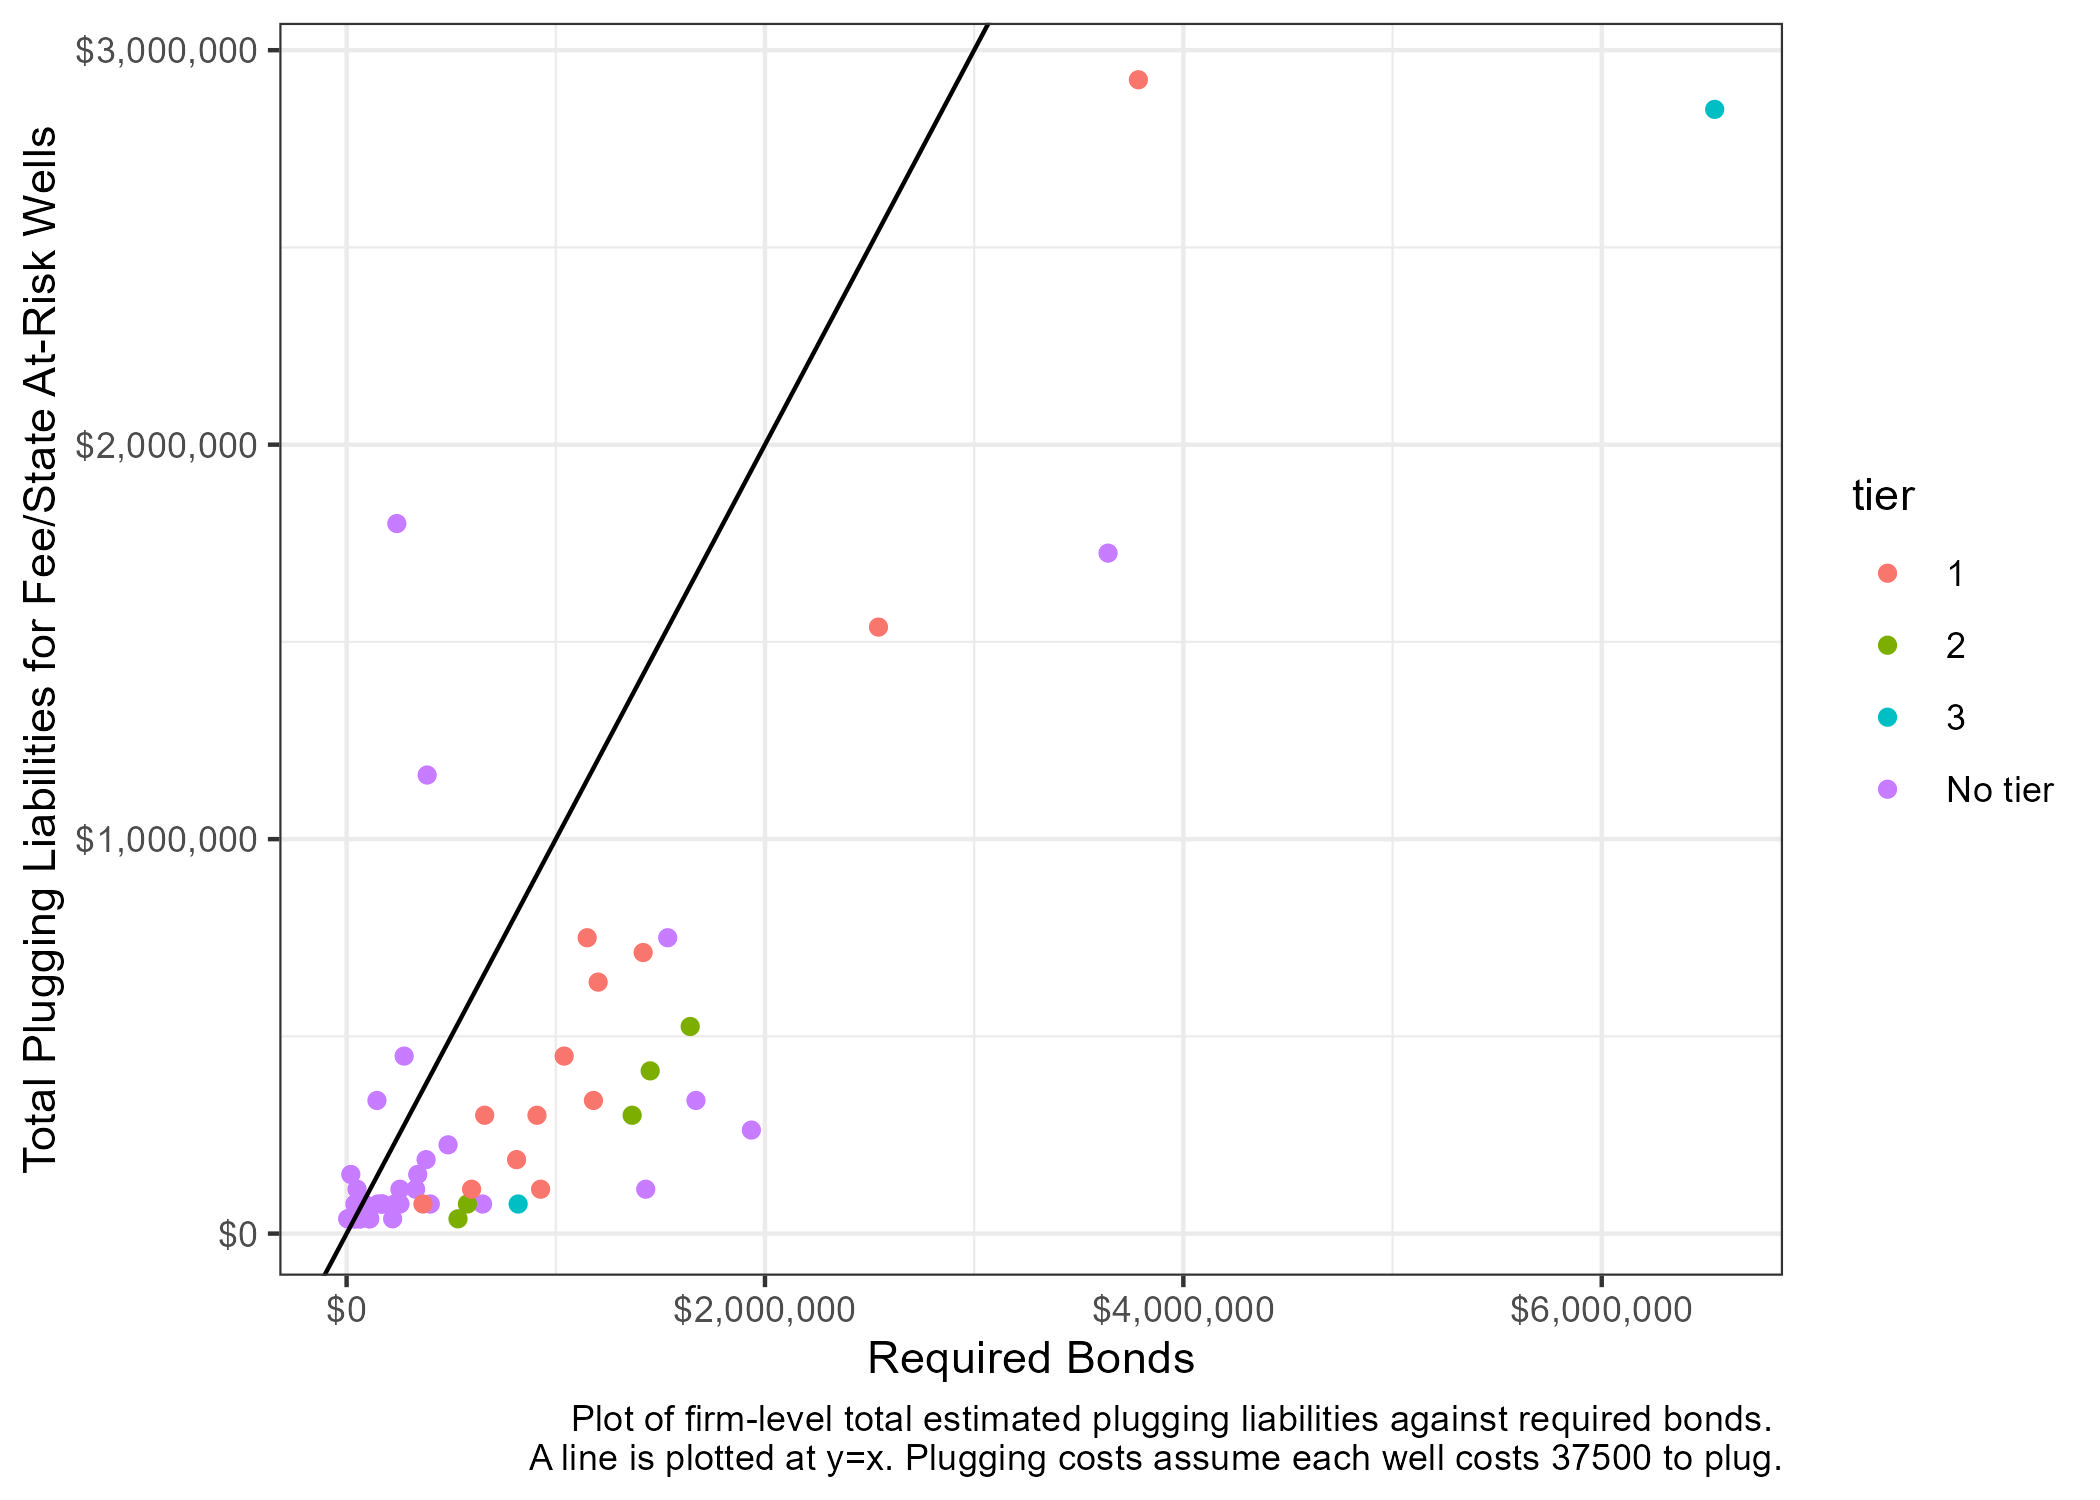 $3,000,000
$2,000,000
$1,000,000
$0
Total Plugging Liabilities for Fee/State At-Risk Wells
$0
$2,000,000
$4,000,000
$6,000,000
Required Bonds
tier
1
2
3
No tier
Plot of firm-level total estimated plugging liabilities against required bonds.
A line is plotted at y=x. Plugging costs assume each well costs 37500 to plug.